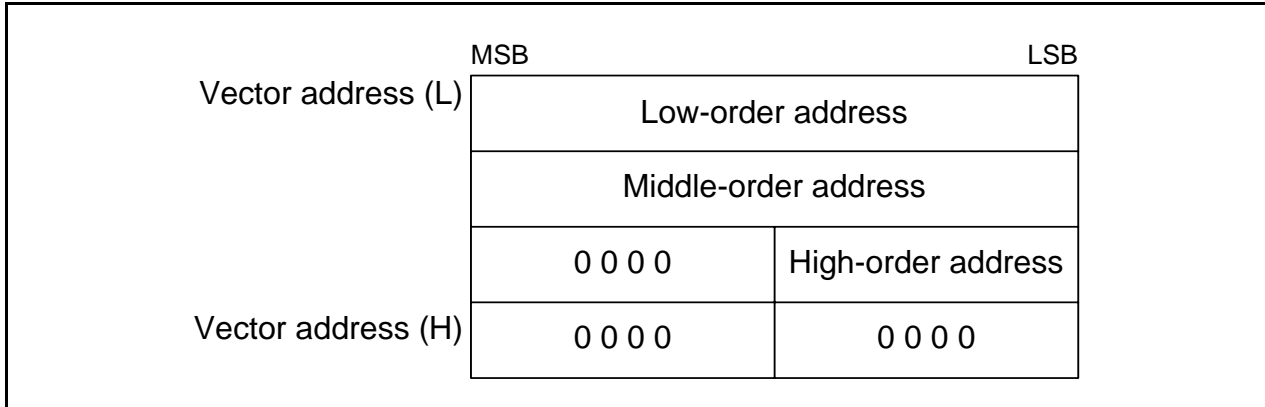 MSB LSB
Vector address (L) Low-order address
Middle-order address
0 0 0 0 High-order address
Vector address (H) 0 0 0 0 0 0 0 0